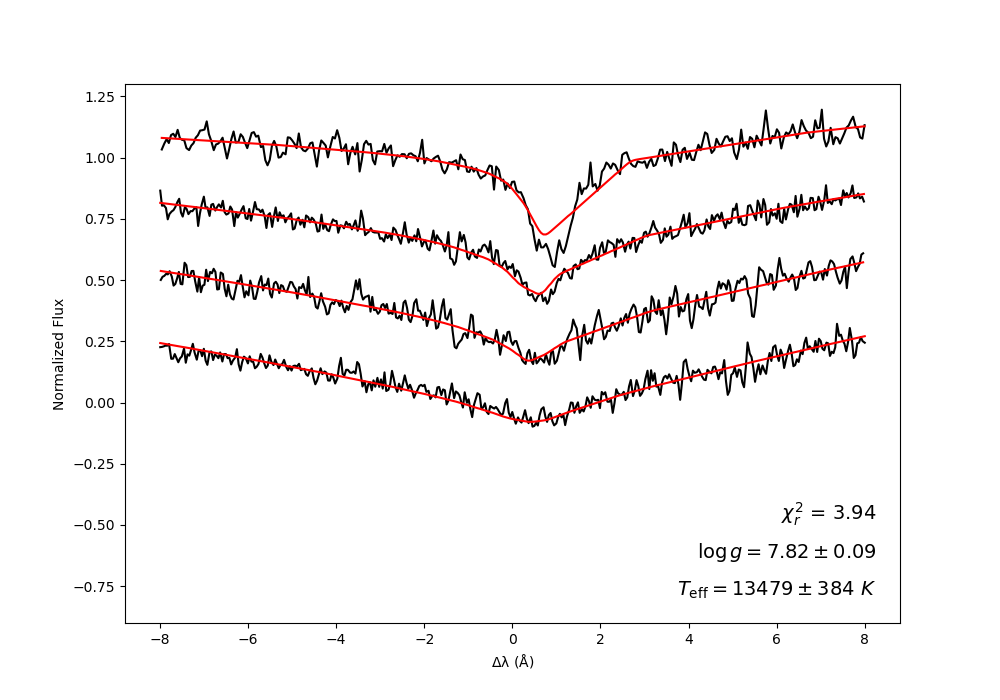 1.25
1.00
0.75
0.50
0.25
0.00
−0.25
−0.50
−0.75
Normalized Flux
χ²ᵣ = 3.94
log g = 7.82 ± 0.09
T_eff = 13479 ± 384 K
−8 −6 −4 −2 0 2 4 6 8
Δλ (Å)